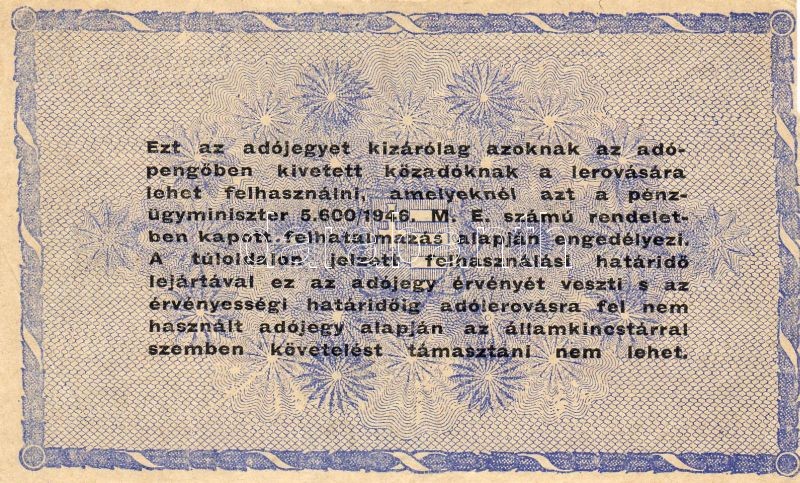 Ezt az adójegyet kizárólag azoknak az adó-
pengőben kivetett közadóknak a lerovására
lehet felhasználni, amelyeknél azt a pénz-
ügyminiszter 5.600/1946. M. E. számú rendelet-
ben kapott felhatalmazás alapján engedélyezi.
A túloldalon jelzett felhasználási határidő
lejártával ez az adójegy érvényét veszti s az
érvényességi határidőig adólerovásra fel nem
használt adójegy alapján az államkincstárral
szemben követelést támasztani nem lehet.